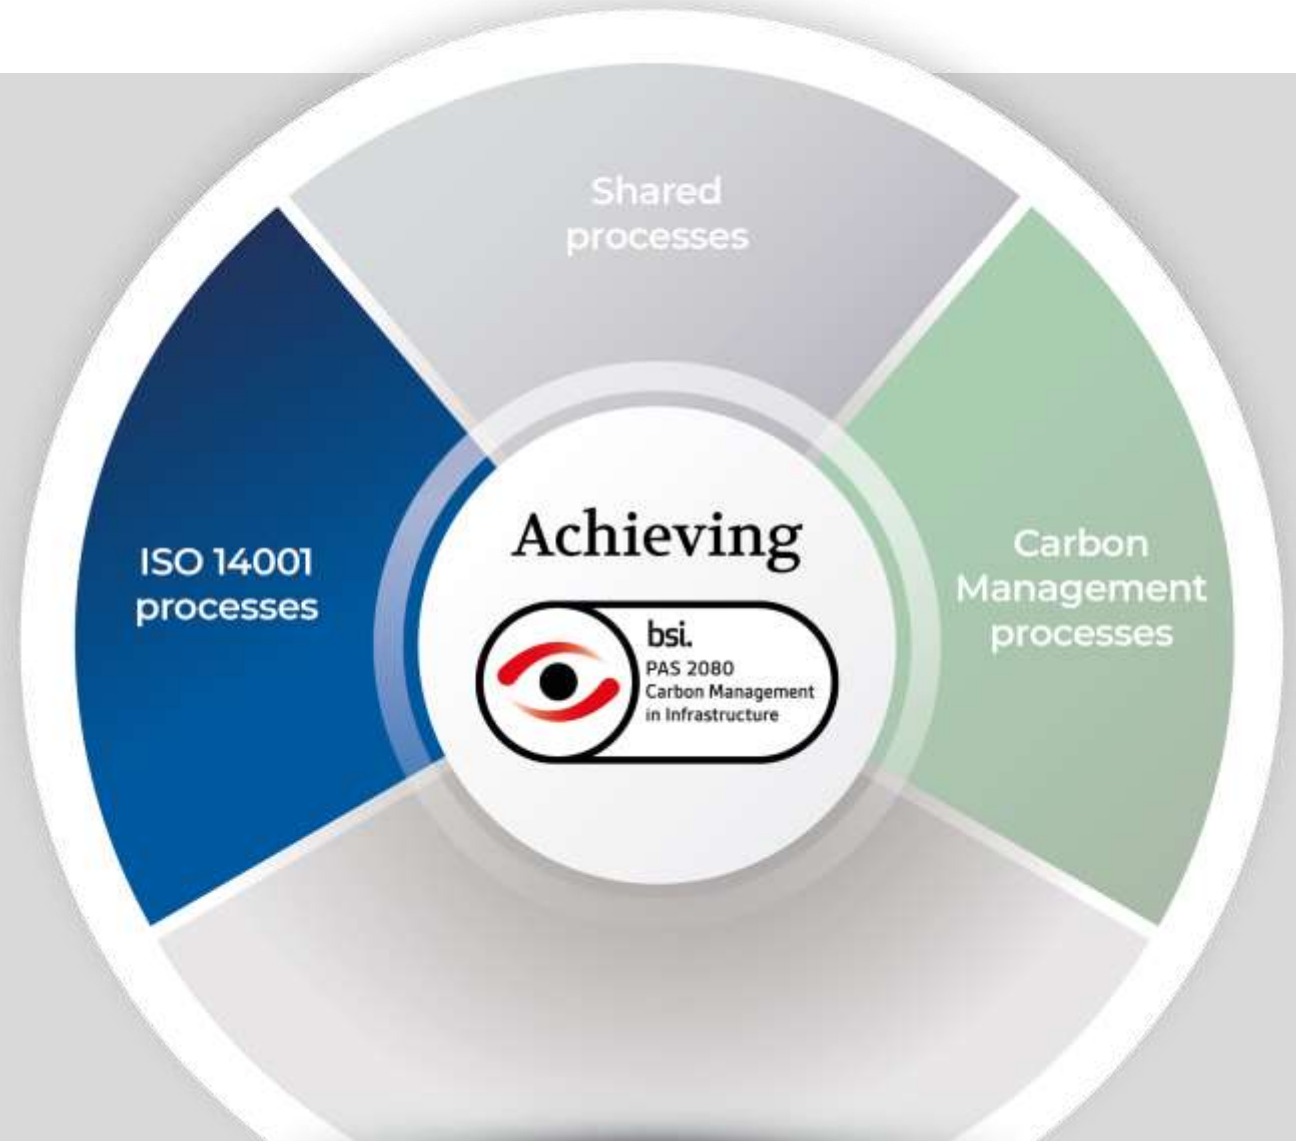 Shared
processes
ISO 14001
processes
Achieving
bsi.
PAS 2080
Carbon Management
in Infrastructure
Carbon
Management
processes